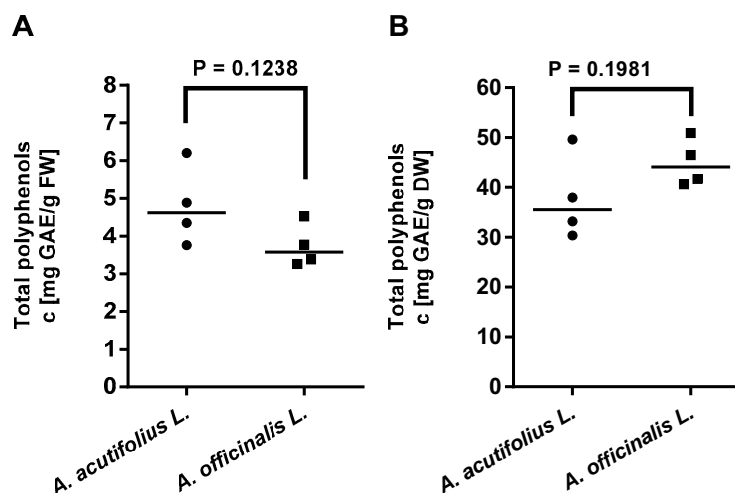 A
P = 0.1238
Total polyphenols
c [mg GAE/g FW]
8
7
6
5
4
3
2
1
0
A. acutifolius L.
A. officinalis L.
B
P = 0.1981
Total polyphenols
c [mg GAE/g DW]
60
50
40
30
20
10
0
A. acutifolius L.
A. officinalis L.